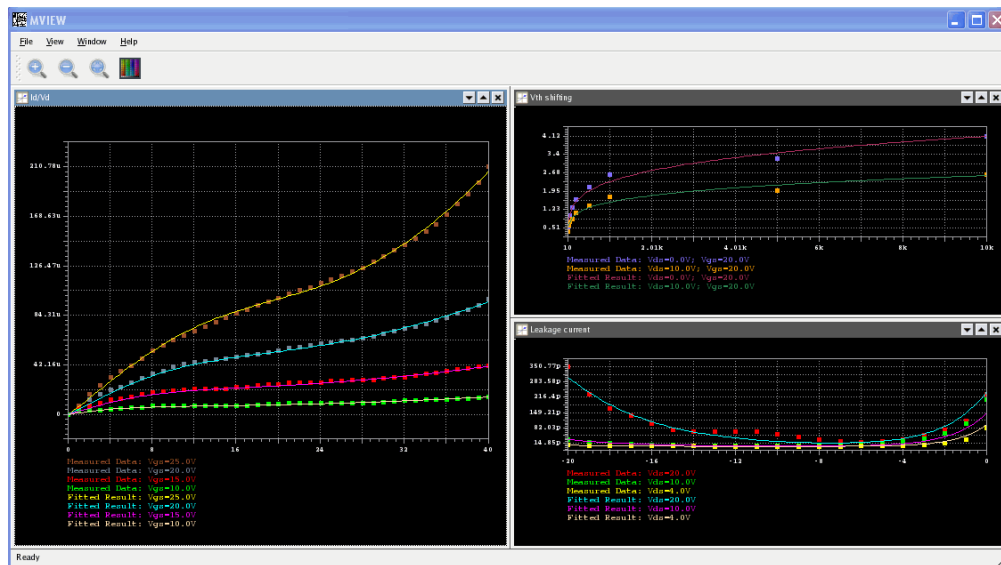 MVIEW
File View Window Help
Id/Vd
210.78u
168.63u
126.47u
84.31u
42.16u
0
0 8 16 24 32 40
Measured Data: Vgs=25.0V
Measured Data: Vgs=20.0V
Measured Data: Vgs=15.0V
Measured Data: Vgs=10.0V
Fitted Result: Vgs=25.0V
Fitted Result: Vgs=20.0V
Fitted Result: Vgs=15.0V
Fitted Result: Vgs=10.0V
Vth shifting
4.12
3.4
2.68
1.95
1.23
0.51
10 2.01k 4.01k 6k 8k 10k
Measured Data: Vds=0.0V; Vgs=20.0V
Measured Data: Vds=10.0V; Vgs=20.0V
Fitted Result: Vds=0.0V; Vgs=20.0V
Fitted Result: Vds=10.0V; Vgs=20.0V
Leakage current
350.77p
283.58p
216.4p
149.21p
82.03p
14.85p
-20 -16 -12 -8 -4 0
Measured Data: Vds=20.0V
Measured Data: Vds=10.0V
Measured Data: Vds=4.0V
Fitted Result: Vds=20.0V
Fitted Result: Vds=10.0V
Fitted Result: Vds=4.0V
Ready